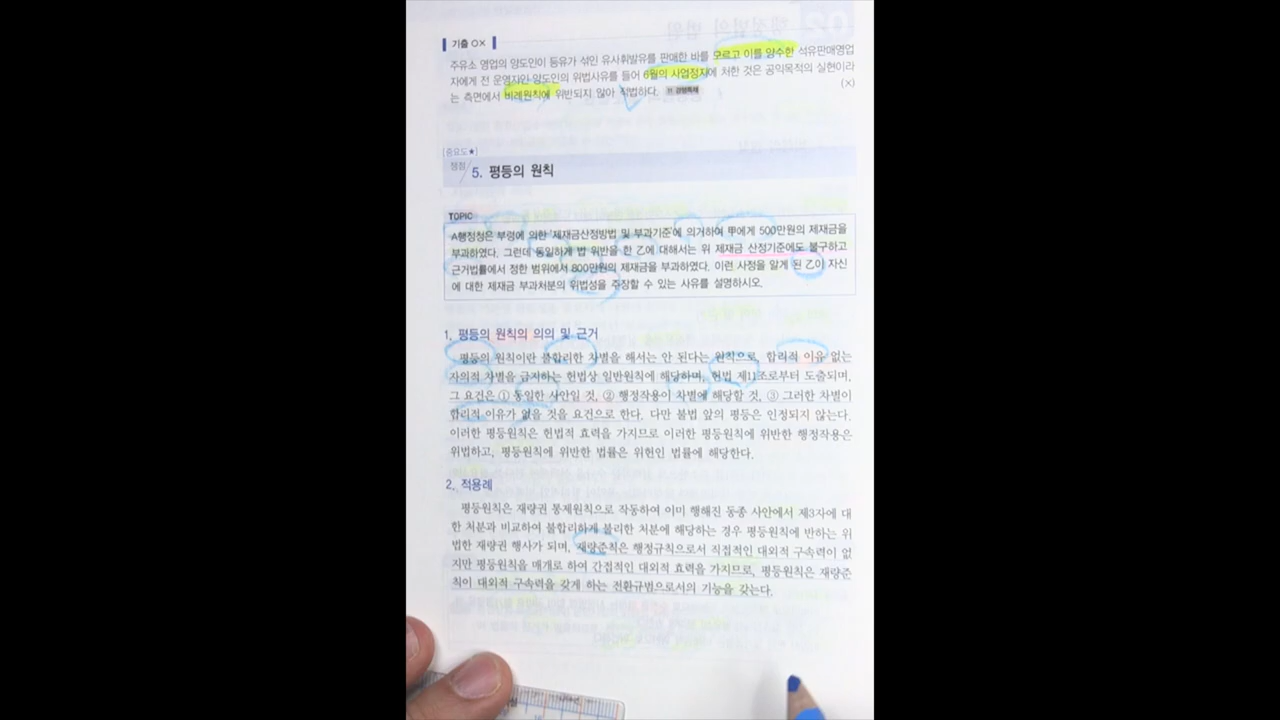 기출 OX
주유소 영업의 양도인이 등유가 섞인 유사휘발유를 판매한 바를 모르고 이를 양수한 석유판매영업
자에게 전 운영자인 양도인의 위법사유를 들어 6월의 사업정지에 처한 것은 공익목적의 실현이라
는 측면에서 비례원칙에 위반되지 않아 적법하다.
(×)
[중요도★]
쟁점 5. 평등의 원칙
TOPIC
A행정청은 부령에 의한 '제재금산정방법 및 부과기준'에 의거하여 甲에게 500만원의 제재금을
부과하였다. 그런데 동일하게 법 위반을 한 乙에 대해서는 위 제재금 산정기준에도 불구하고
근거법률에서 정한 범위에서 800만원의 제재금을 부과하였다. 이런 사정을 알게 된 乙이 자신
에 대한 제재금 부과처분의 위법성을 주장할 수 있는 사유를 설명하시오.
1. 평등의 원칙의 의의 및 근거
평등의 원칙이란 불합리한 차별을 해서는 안 된다는 원칙으로, 합리적 이유 없는
자의적 차별을 금지하는 헌법상 일반원칙에 해당하며, 헌법 제11조로부터 도출되며,
그 요건은 ① 동일한 사안일 것, ② 행정작용이 차별에 해당할 것, ③ 그러한 차별이
합리적 이유가 없을 것을 요건으로 한다. 다만 불법 앞의 평등은 인정되지 않는다.
이러한 평등원칙은 헌법적 효력을 가지므로 이러한 평등원칙에 위반한 행정작용은
위법하고, 평등원칙에 위반한 법률은 위헌인 법률에 해당한다.
2. 적용례
평등원칙은 재량권 통제원칙으로 작동하여 이미 행해진 동종 사안에서 제3자에 대
한 처분과 비교하여 불합리하게 불리한 처분에 해당하는 경우 평등원칙에 반하는 위
법한 재량권 행사가 되며, 재량준칙은 행정규칙으로서 직접적인 대외적 구속력이 없
지만 평등원칙을 매개로 하여 간접적인 대외적 효력을 가지므로, 평등원칙은 재량준
칙이 대외적 구속력을 갖게 하는 전환규범으로서의 기능을 갖는다.